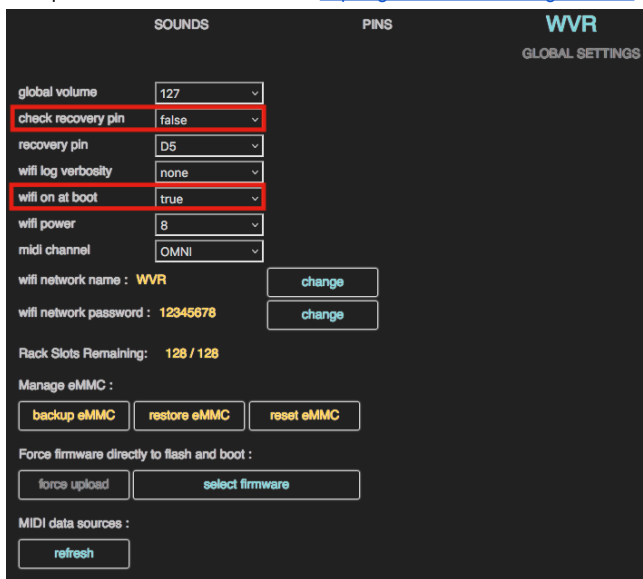 SOUNDS PINS WVR
GLOBAL SETTINGS
global volume 127
check recovery pin false
recovery pin D5
wifi log verbosity none
wifi on at boot true
wifi power 8
midi channel OMNI
wifi network name : WVR change
wifi network password : 12345678 change
Rack Slots Remaining: 128 / 128
Manage eMMC :
backup eMMC restore eMMC reset eMMC
Force firmware directly to flash and boot :
force upload select firmware
MIDI data sources :
refresh